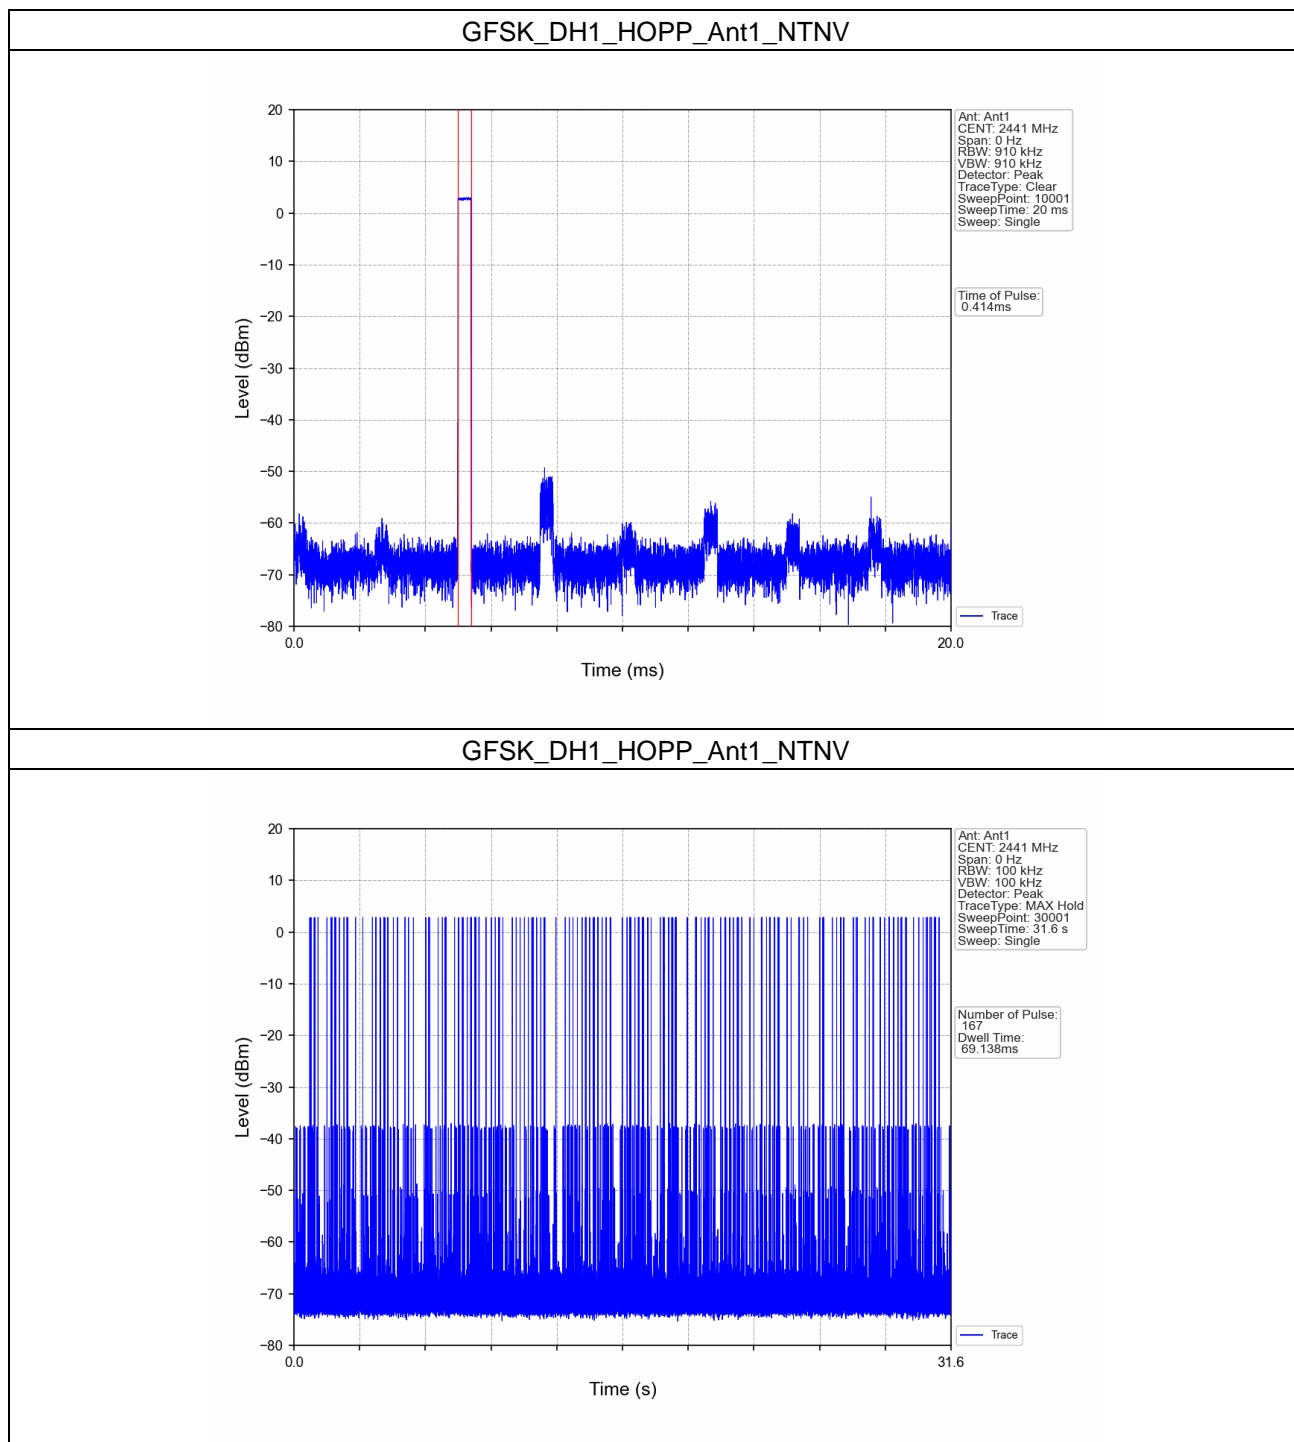 GFSK_DH1_HOPP_Ant1_NTNV
20
10
0
−10
−20
−30
−40
−50
−60
−70
−80
Level (dBm)
0.0
20.0
Time (ms)
Ant: Ant1
CENT: 2441 MHz
Span: 0 Hz
RBW: 910 kHz
VBW: 910 kHz
Detector: Peak
TraceType: Clear
SweepPoint: 10001
SweepTime: 20 ms
Sweep: Single
Time of Pulse:
0.414ms
Trace
GFSK_DH1_HOPP_Ant1_NTNV
20
10
0
−10
−20
−30
−40
−50
−60
−70
−80
Level (dBm)
0.0
31.6
Time (s)
Ant: Ant1
CENT: 2441 MHz
Span: 0 Hz
RBW: 100 kHz
VBW: 100 kHz
Detector: Peak
TraceType: MAX Hold
SweepPoint: 30001
SweepTime: 31.6 s
Sweep: Single
Number of Pulse:
167
Dwell Time:
69.138ms
Trace